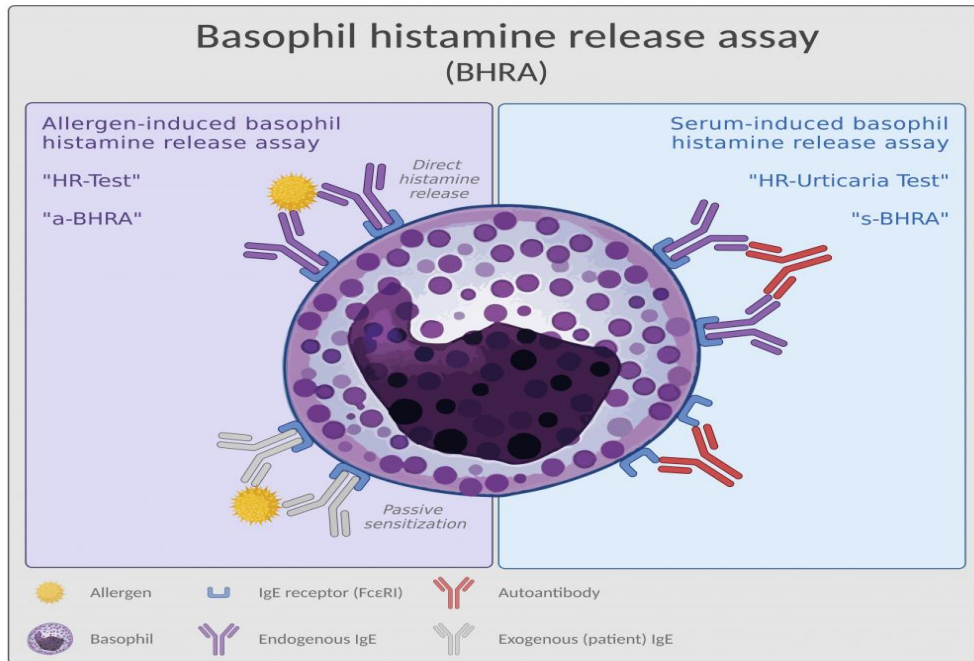 Basophil histamine release assay
(BHRA)
Allergen-induced basophil
histamine release assay
"HR-Test"
"a-BHRA"
Direct
histamine
release
Serum-induced basophil
histamine release assay
"HR-Urticaria Test"
"s-BHRA"
Passive
sensitization
Allergen
IgE receptor (FcεRI)
Autoantibody
Basophil
Endogenous IgE
Exogenous (patient) IgE